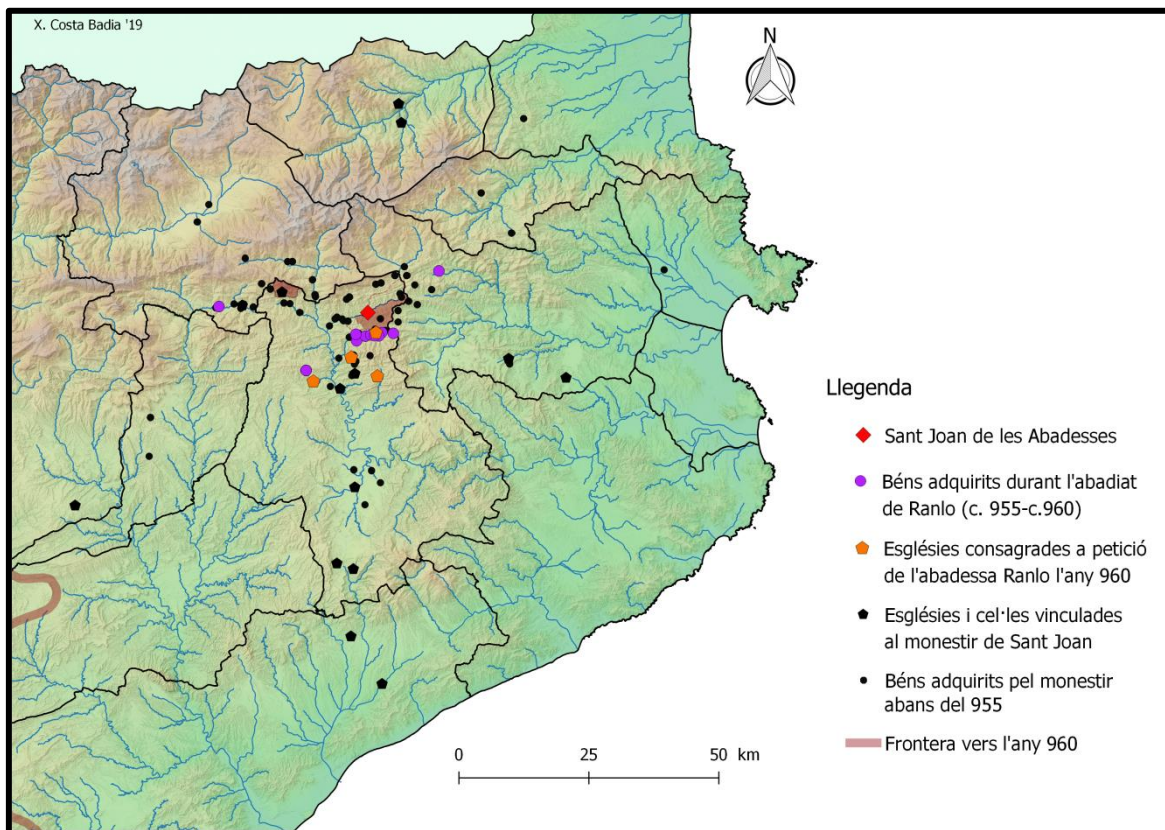 X. Costa Badia '19
N
Llegenda
Sant Joan de les Abadesses
Béns adquirits durant l'abadiat
de Ranlo (c. 955-c.960)
Esglésies consagrades a petició
de l'abadessa Ranlo l'any 960
Esglésies i cel·les vinculades
al monestir de Sant Joan
Béns adquirits pel monestir
abans del 955
Frontera vers l'any 960
0 25 50 km